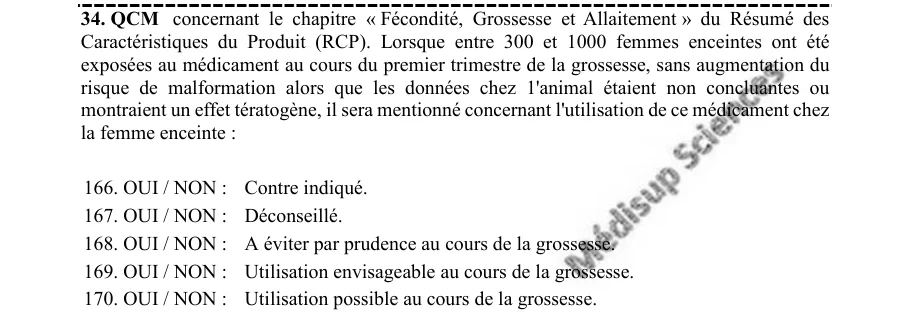 34. QCM concernant le chapitre « Fécondité, Grossesse et Allaitement » du Résumé des
Caractéristiques du Produit (RCP). Lorsque entre 300 et 1000 femmes enceintes ont été
exposées au médicament au cours du premier trimestre de la grossesse, sans augmentation du
risque de malformation alors que les données chez l'animal étaient non concluantes ou
montraient un effet tératogène, il sera mentionné concernant l'utilisation de ce médicament chez
la femme enceinte :
166. OUI / NON : Contre indiqué.
167. OUI / NON : Déconseillé.
168. OUI / NON : A éviter par prudence au cours de la grossesse.
169. OUI / NON : Utilisation envisageable au cours de la grossesse.
170. OUI / NON : Utilisation possible au cours de la grossesse.
Médisup Sciences